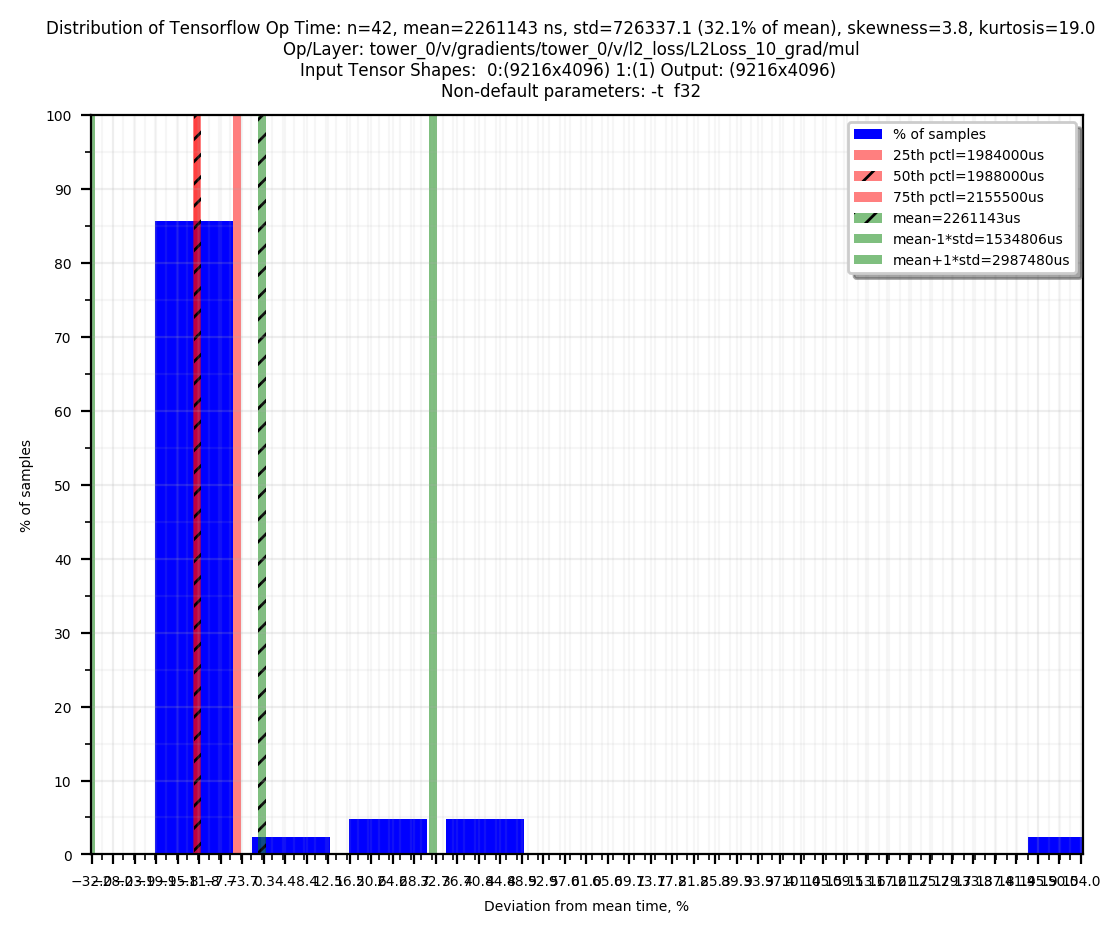 Distribution of Tensorflow Op Time: n=42, mean=2261143 ns, std=726337.1 (32.1% of mean), skewness=3.8, kurtosis=19.0
Op/Layer: tower_0/v/gradients/tower_0/v/l2_loss/L2Loss_10_grad/mul
Input Tensor Shapes:  0:(9216x4096) 1:(1) Output: (9216x4096)
Non-default parameters: -t  f32
% of samples
25th pctl=1984000us
50th pctl=1988000us
75th pctl=2155500us
mean=2261143us
mean-1*std=1534806us
mean+1*std=2987480us
100
90
80
70
60
50
40
30
20
10
0
% of samples
Deviation from mean time, %